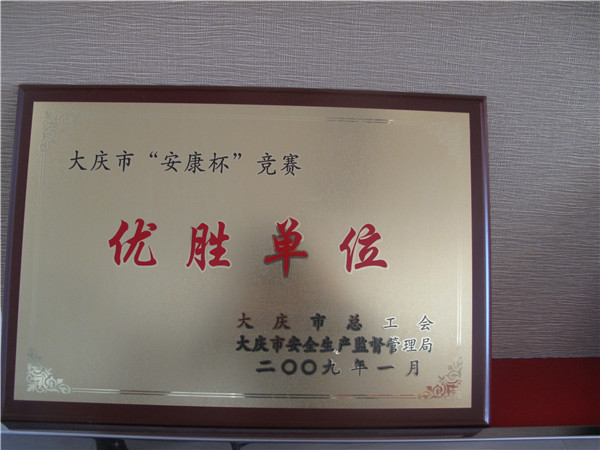 大庆市“安康杯”竞赛
优胜单位
大庆市总工会
大庆市安全生产监督管理局
二〇〇九年一月